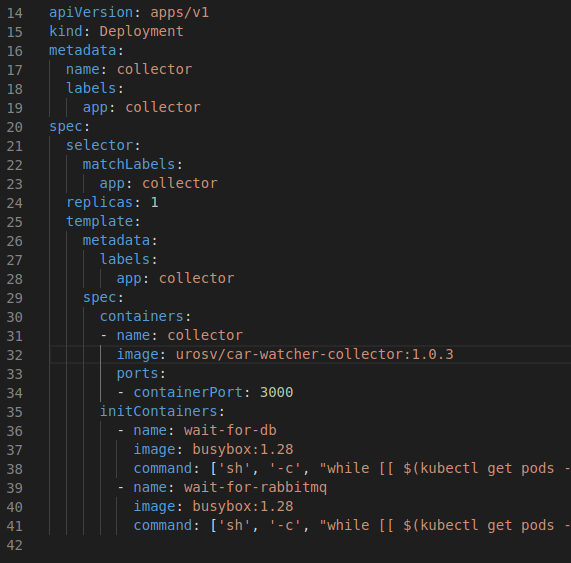 14 apiVersion: apps/v1
15 kind: Deployment
16 metadata:
17   name: collector
18   labels:
19     app: collector
20 spec:
21   selector:
22     matchLabels:
23       app: collector
24   replicas: 1
25   template:
26     metadata:
27       labels:
28         app: collector
29     spec:
30       containers:
31       - name: collector
32         image: urosv/car-watcher-collector:1.0.3
33         ports:
34         - containerPort: 3000
35       initContainers:
36         - name: wait-for-db
37           image: busybox:1.28
38           command: ['sh', '-c', "while [[ $(kubectl get pods -
39         - name: wait-for-rabbitmq
40           image: busybox:1.28
41           command: ['sh', '-c', "while [[ $(kubectl get pods -
42